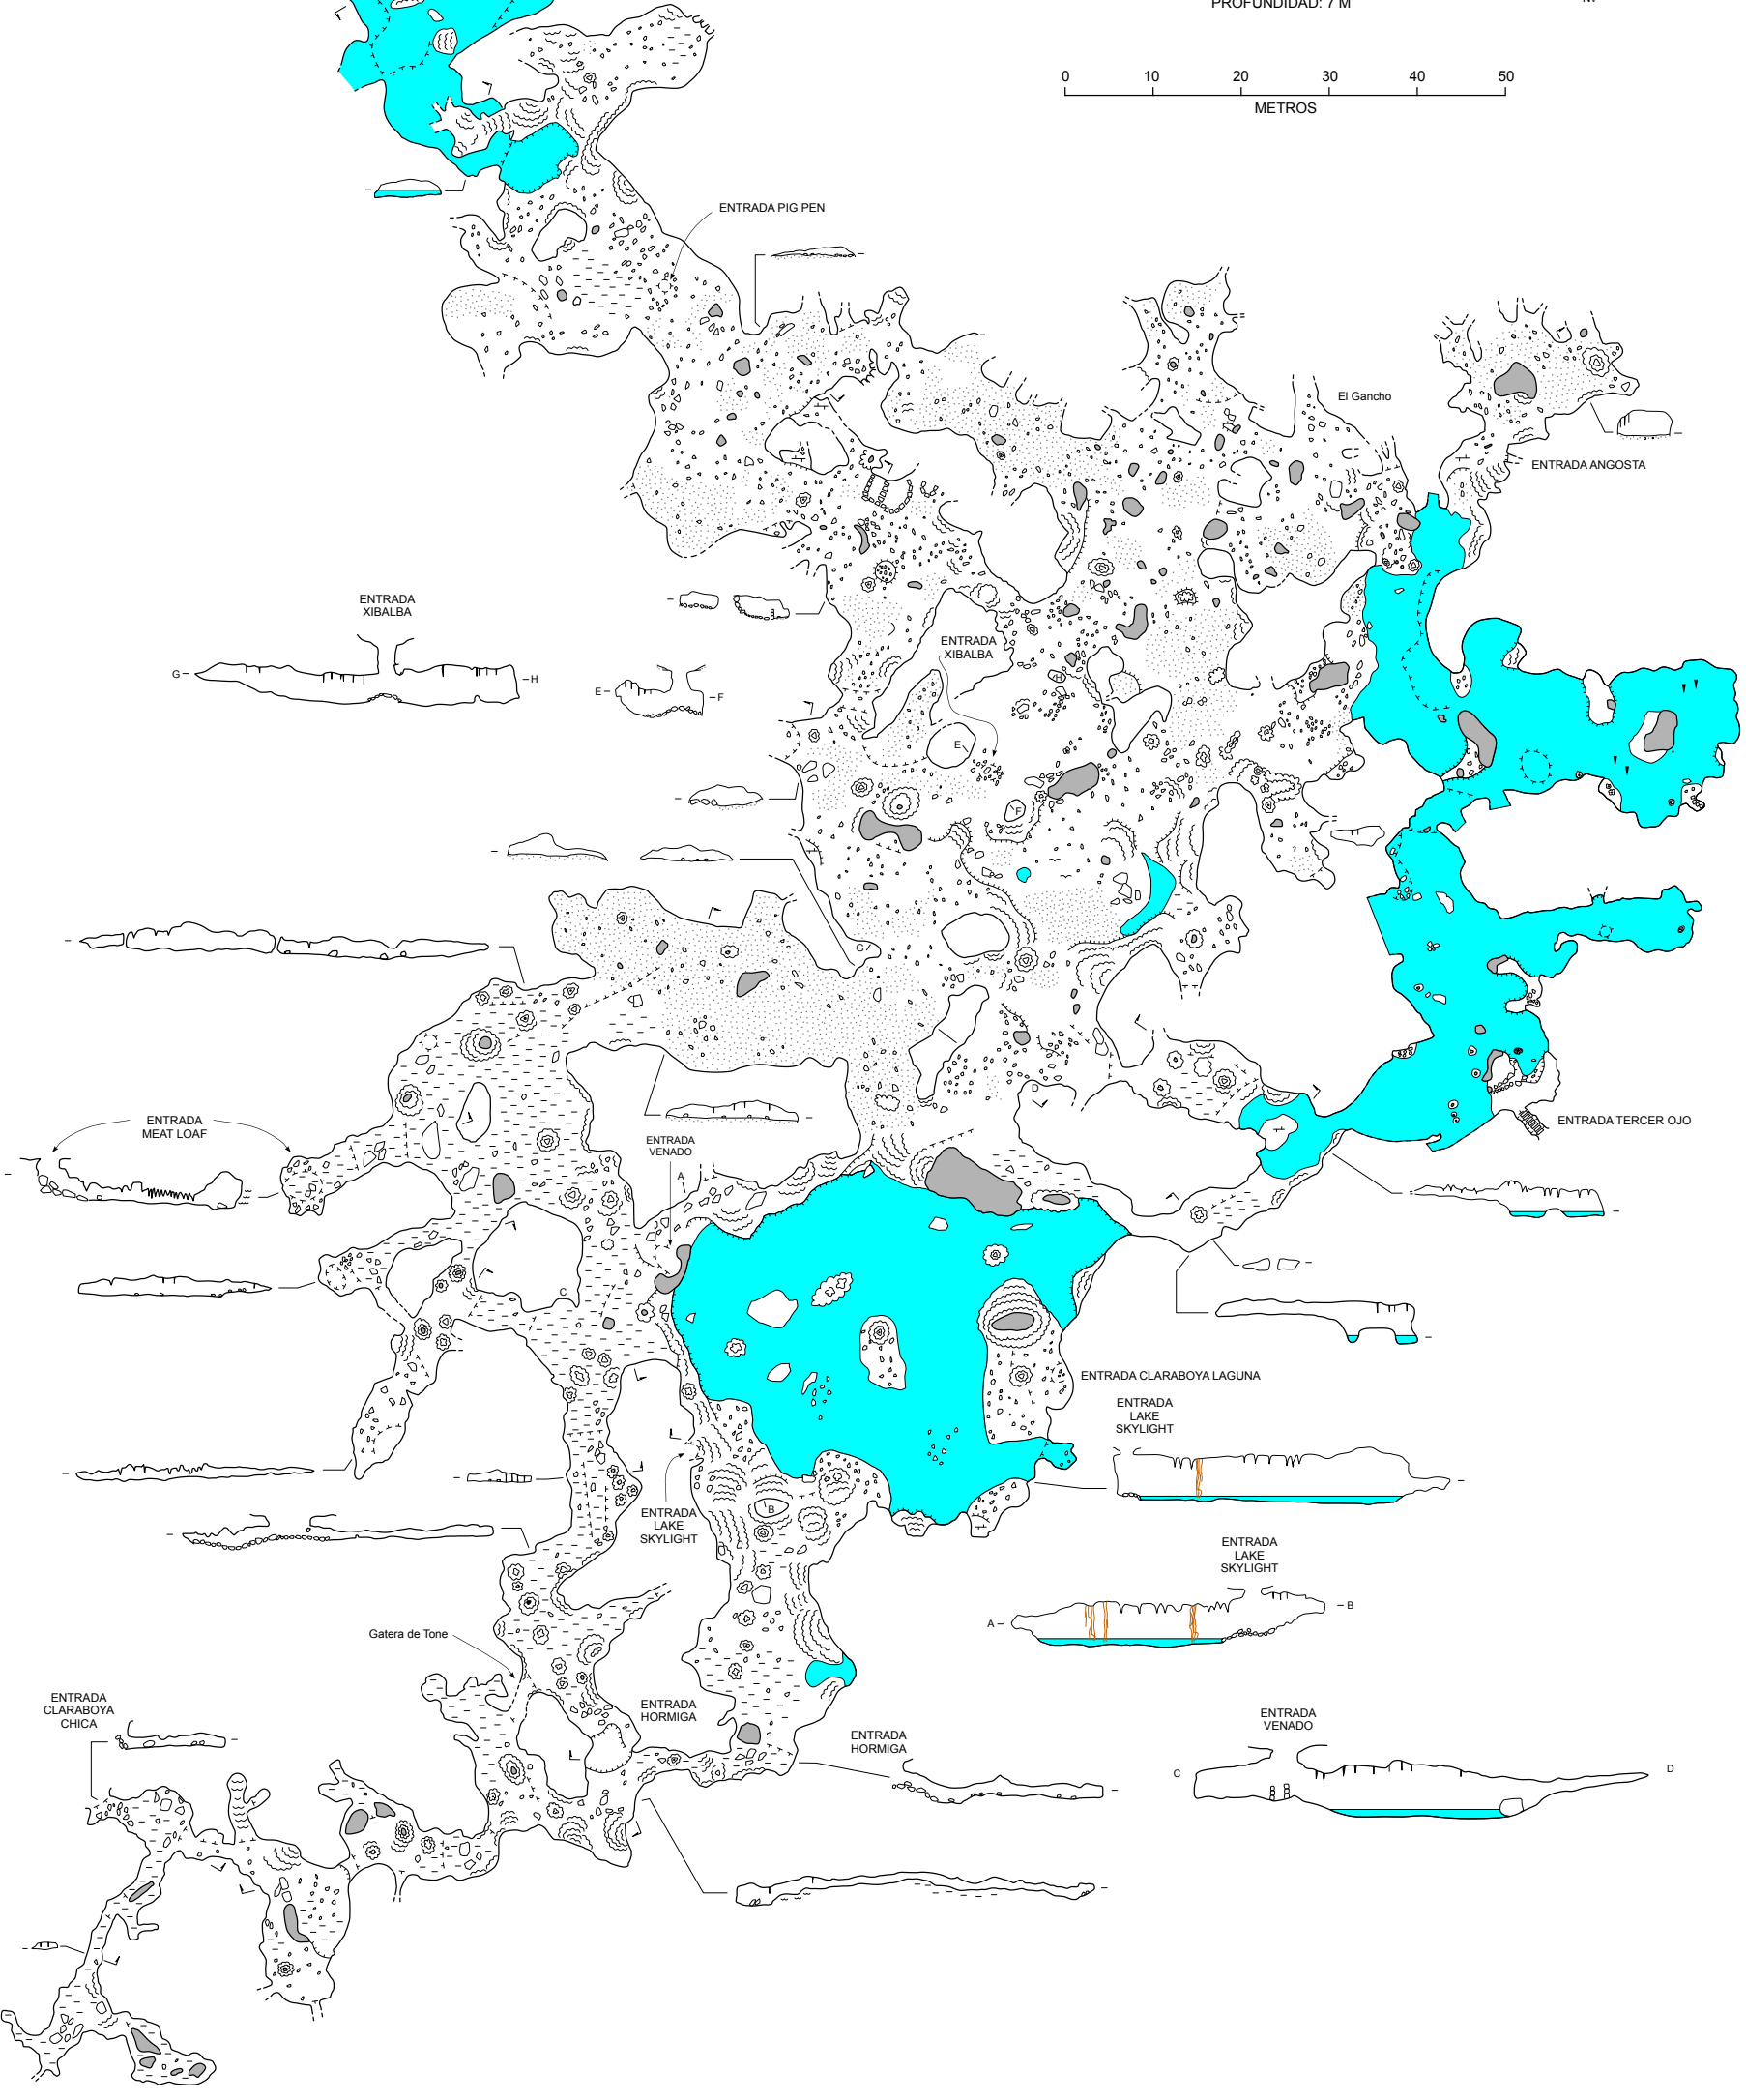 PROFUNDIDAD: 7 M
0 10 20 30 40 50
METROS
ENTRADA PIG PEN
El Gancho
ENTRADA ANGOSTA
ENTRADA
XIBALBA
G
H
E
F
ENTRADA
XIBALBA
E
F
G
D
ENTRADA
MEAT LOAF
ENTRADA
VENADO
A
ENTRADA TERCER OJO
C
ENTRADA CLARABOYA LAGUNA
ENTRADA
LAKE
SKYLIGHT
B
ENTRADA
LAKE
SKYLIGHT
ENTRADA
LAKE
SKYLIGHT
A
B
Gatera de Tone
ENTRADA
CLARABOYA
CHICA
ENTRADA
HORMIGA
ENTRADA
HORMIGA
ENTRADA
VENADO
C
D